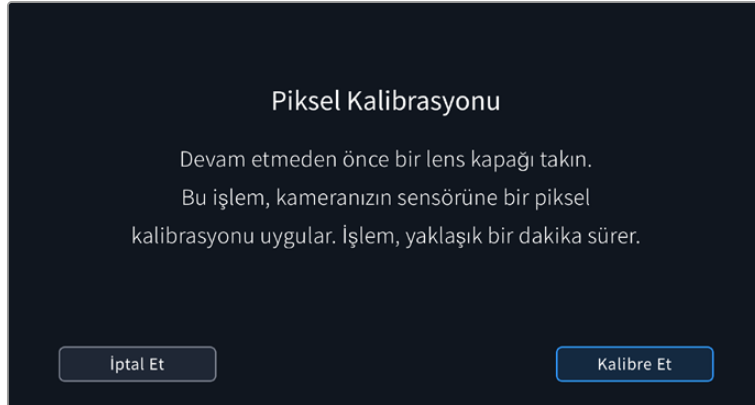 Piksel Kalibrasyonu
Devam etmeden önce bir lens kapağı takın.
Bu işlem, kameranızın sensörüne bir piksel
kalibrasyonu uygular. İşlem, yaklaşık bir dakika sürer.
İptal Et
Kalibre Et